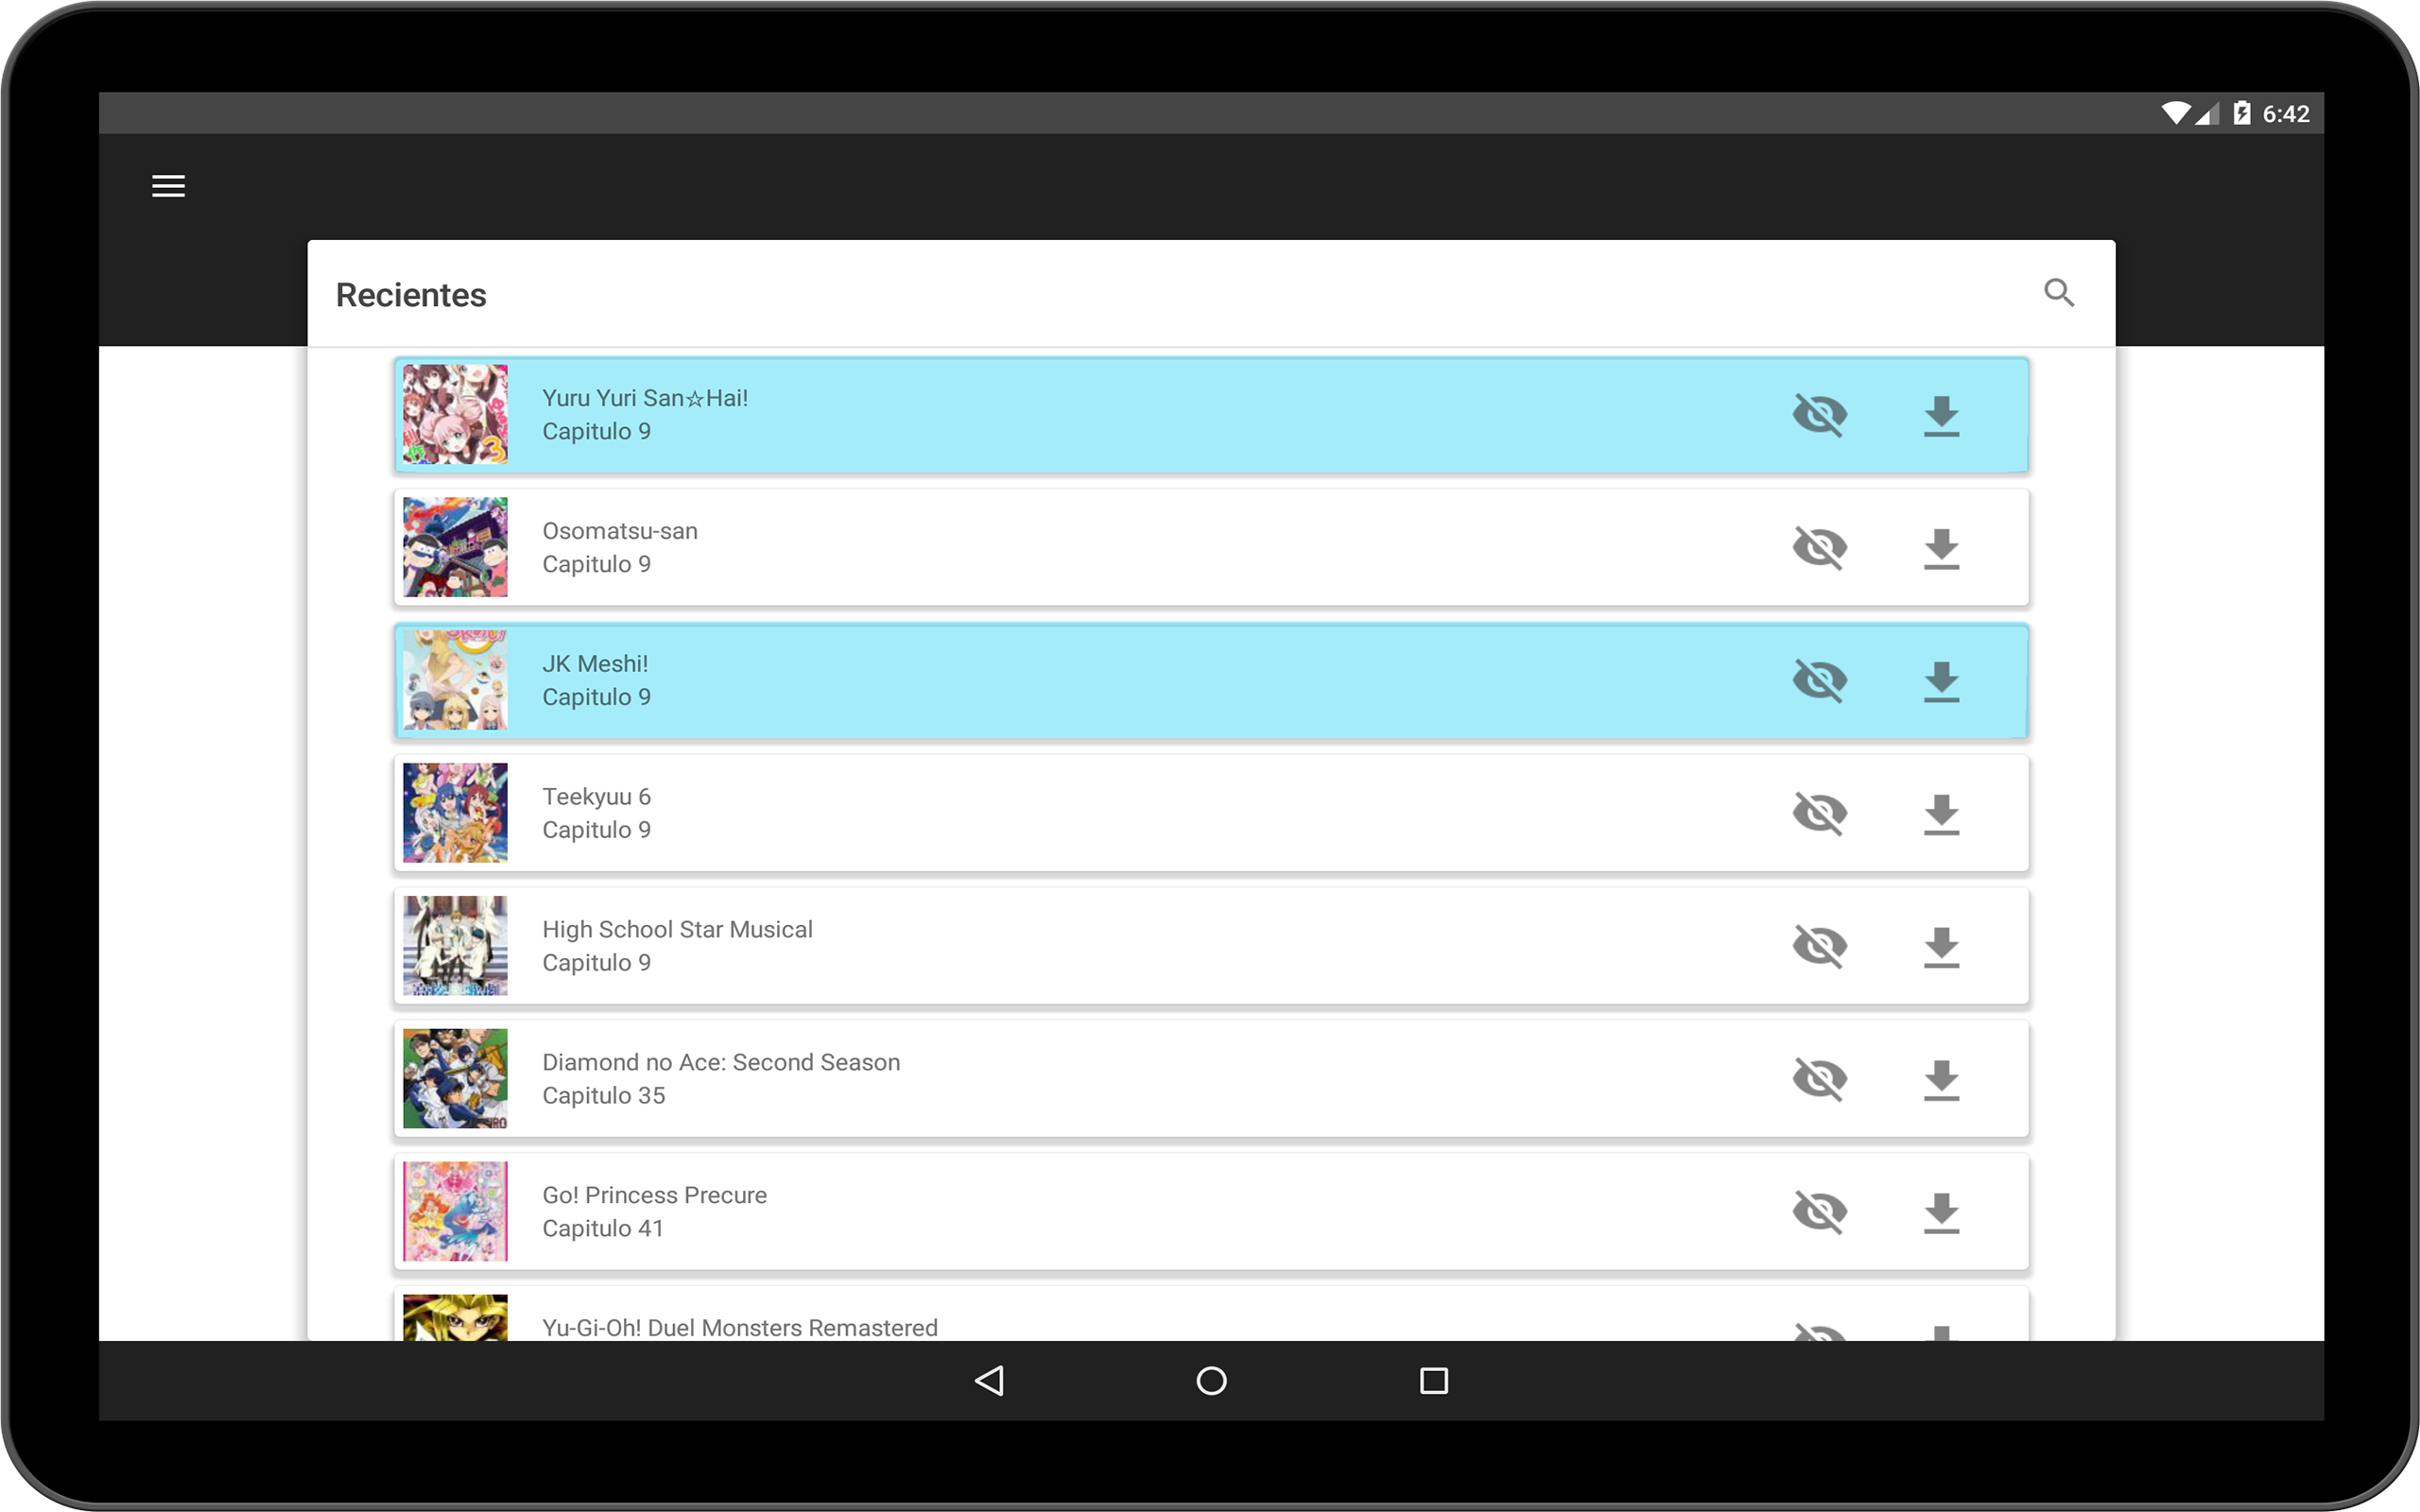 6:42
Recientes
Yuru Yuri San☆Hai!
Capitulo 9
Osomatsu-san
Capitulo 9
JK Meshi!
Capitulo 9
Teekyuu 6
Capitulo 9
High School Star Musical
Capitulo 9
Diamond no Ace: Second Season
Capitulo 35
Go! Princess Precure
Capitulo 41
Yu-Gi-Oh! Duel Monsters Remastered